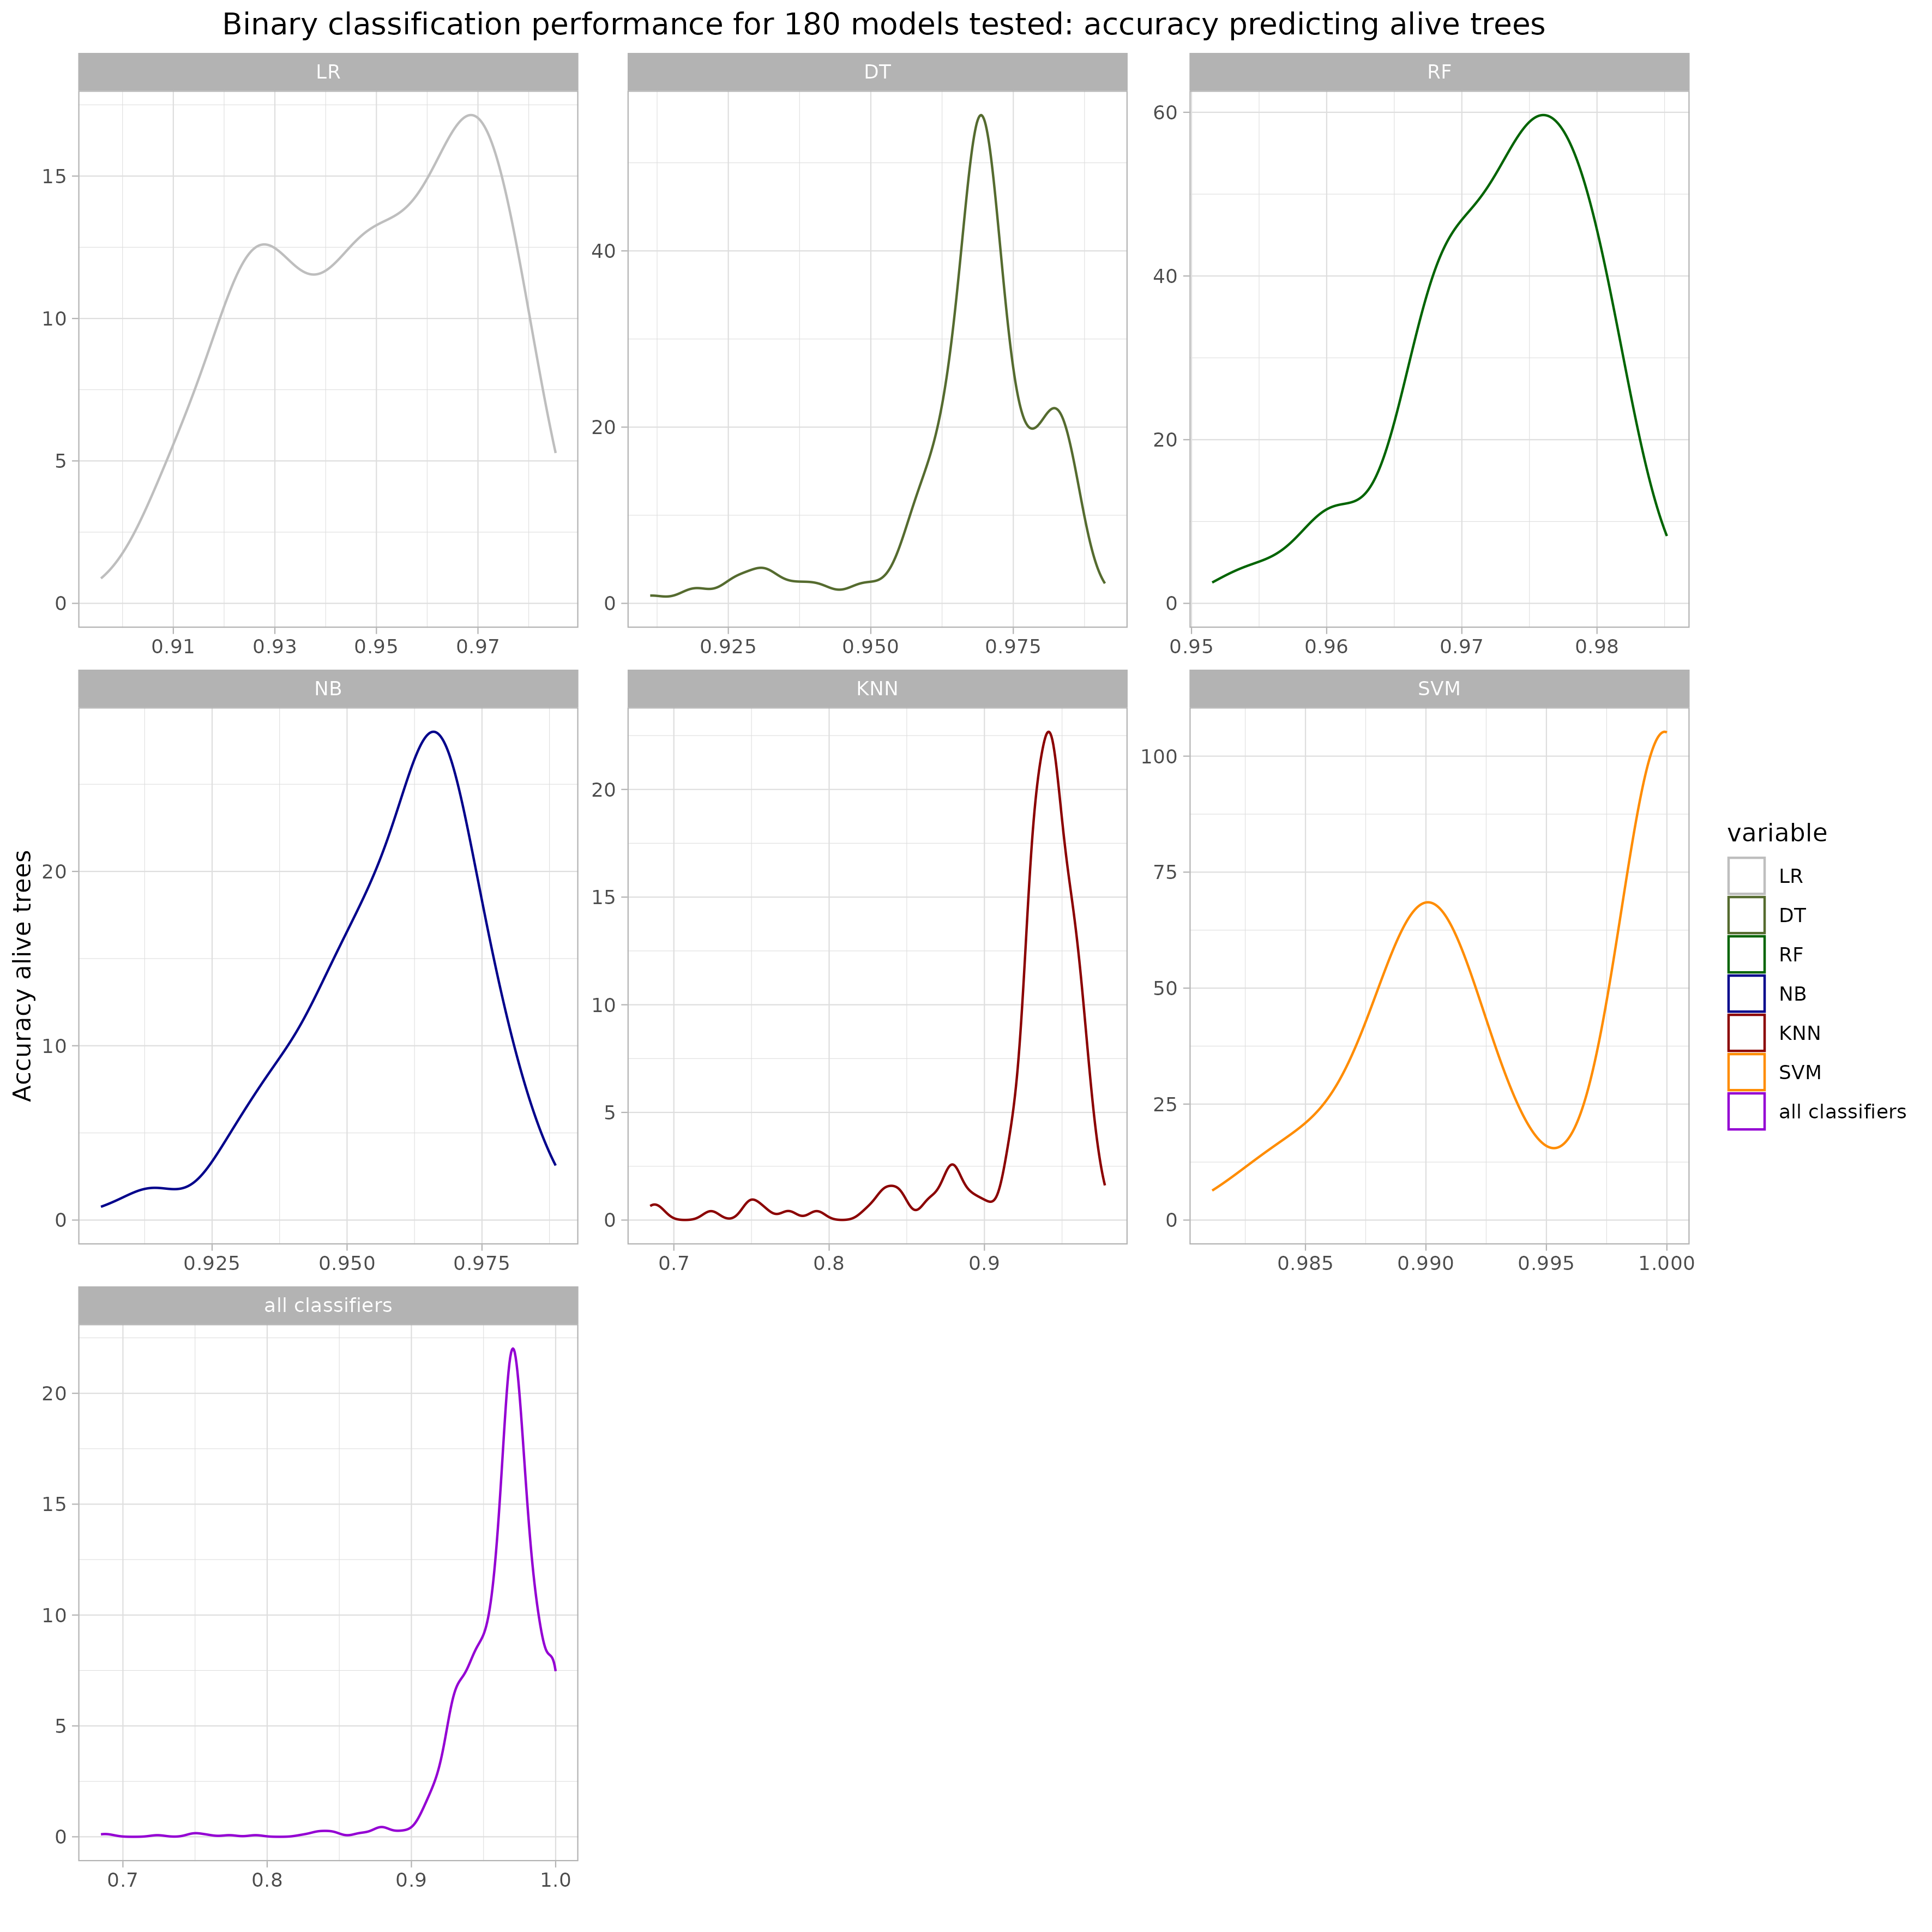 Binary classification performance for 180 models tested: accuracy predicting alive trees
LR
DT
RF
15
10
5
0
0.91 0.93 0.95 0.97
40
20
0
0.925 0.950 0.975
60
40
20
0
0.95 0.96 0.97 0.98
NB
KNN
SVM
20
10
0
0.925 0.950 0.975
20
15
10
5
0
0.7 0.8 0.9
100
75
50
25
0
0.985 0.990 0.995 1.000
all classifiers
20
15
10
5
0
0.7 0.8 0.9 1.0
Accuracy alive trees
variable
LR
DT
RF
NB
KNN
SVM
all classifiers